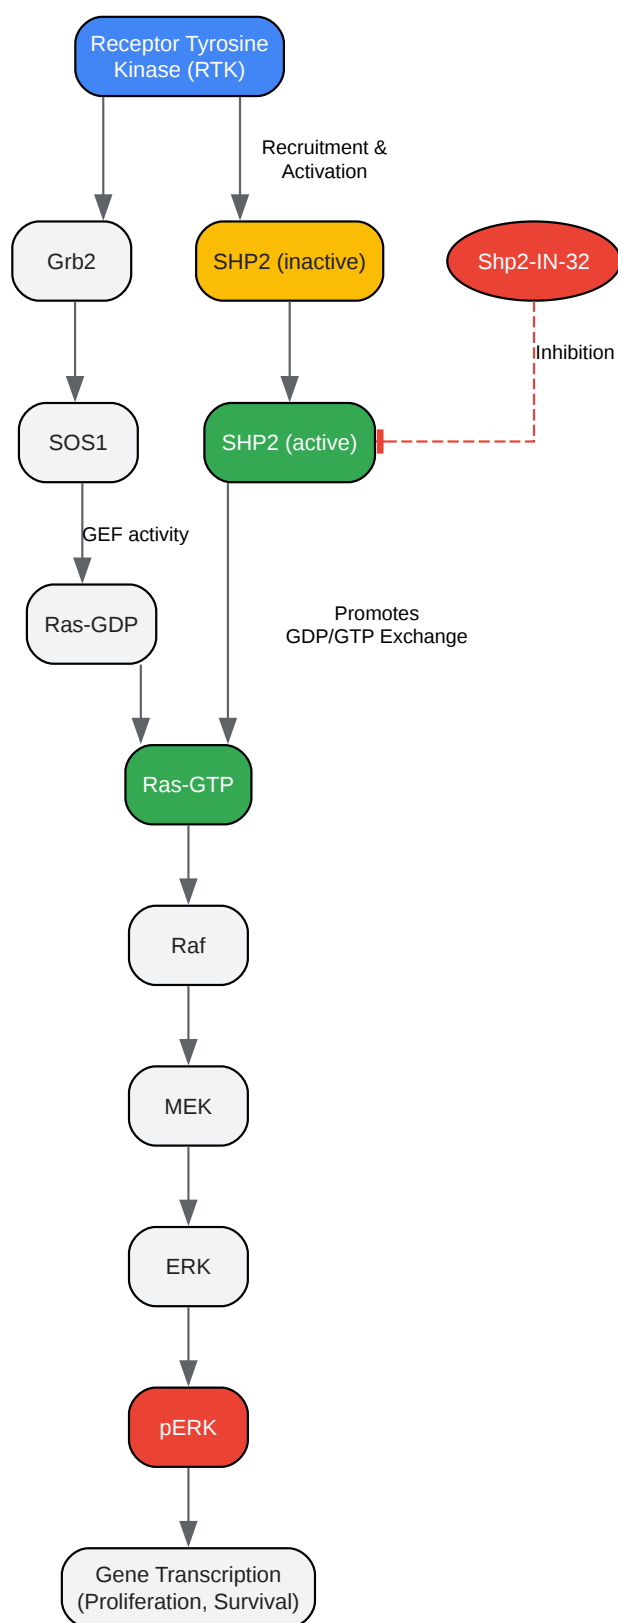 Receptor Tyrosine
Kinase (RTK)
Recruitment &
Activation
Grb2
SHP2 (inactive)
Shp2-IN-32
Inhibition
SOS1
SHP2 (active)
GEF activity
Ras-GDP
Promotes
GDP/GTP Exchange
Ras-GTP
Raf
MEK
ERK
pERK
Gene Transcription
(Proliferation, Survival)